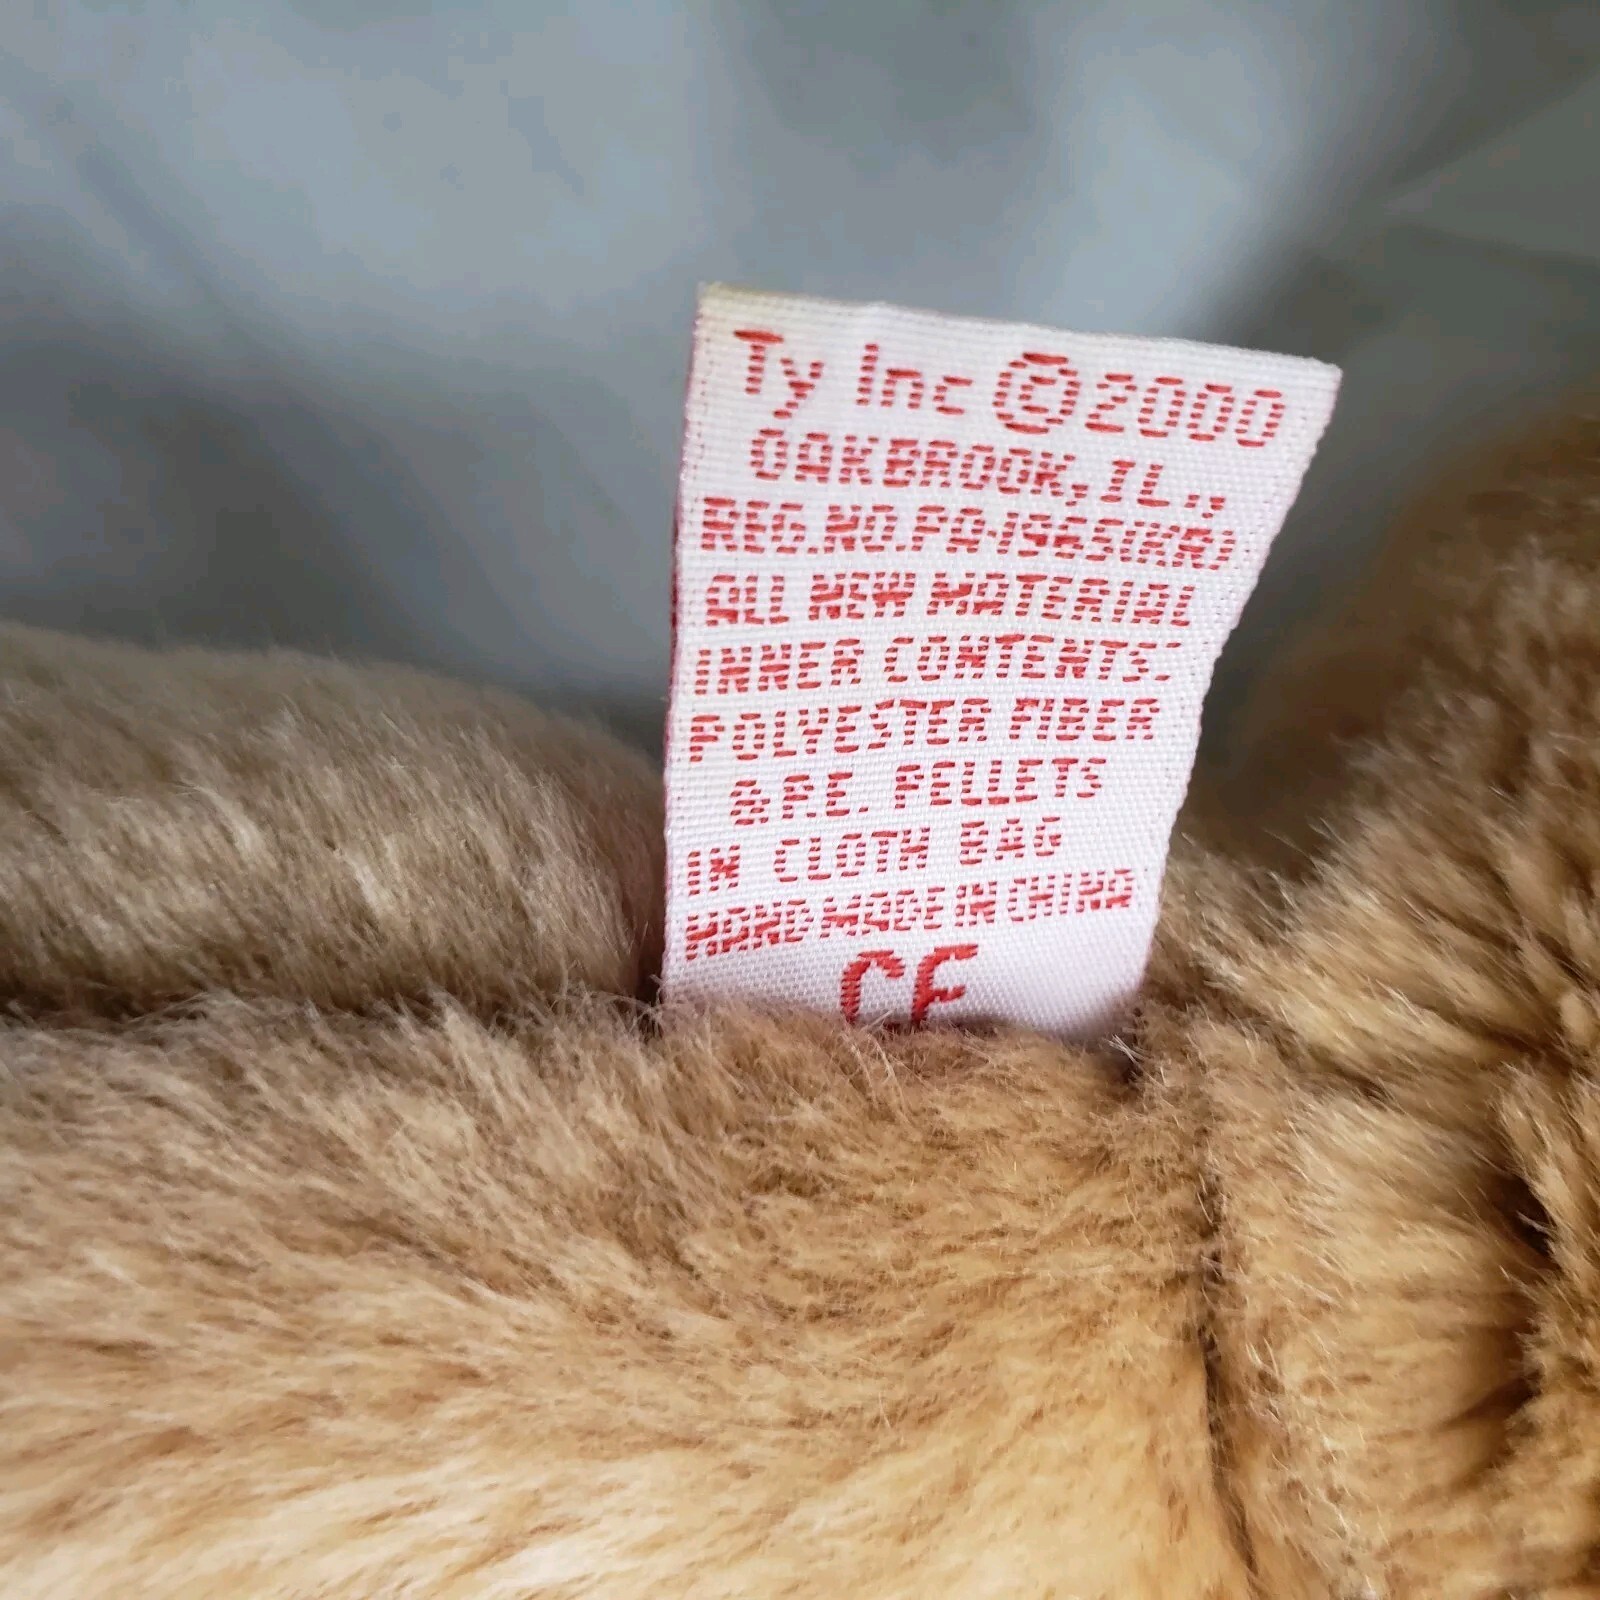 Ty Inc ©2000
OAKBROOK, IL.,
REG.NO.PA-1965(KR)
ALL NEW MATERIAL
INNER CONTENTS:
POLYESTER FIBER
& P.E. PELLETS
IN CLOTH BAG
HAND MADE IN CHINA
CE